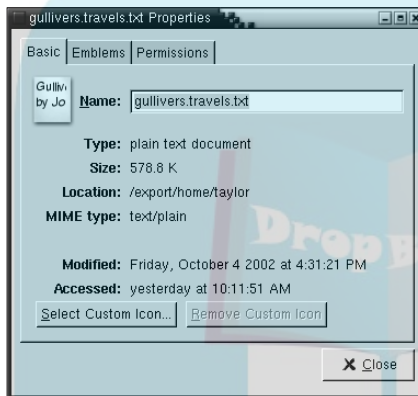 gullivers.travels.txt Properties
Basic Emblems Permissions
Gulliv
by Jo
Name: gullivers.travels.txt
Type: plain text document
Size: 578.8 K
Location: /export/home/taylor
MIME type: text/plain
Drop
Modified: Friday, October 4 2002 at 4:31:21 PM
Accessed: yesterday at 10:11:51 AM
Select Custom Icon... Remove Custom Icon
Close